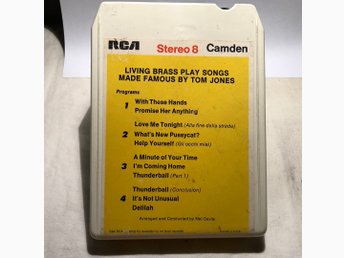 RCA Stereo 8 Camden
LIVING BRASS PLAY SONGS
MADE FAMOUS BY TOM JONES
Programs
1 With These Hands
Promise Her Anything
Love Me Tonight (Alla fine della strada)
2 What's New Pussycat?
Help Yourself (Gli occhi miei)
A Minute of Your Time
3 I'm Coming Home
Thunderball (Part 1)
Thunderball (Conclusion)
4 It's Not Unusual
Delilah
Arranged and Conducted by